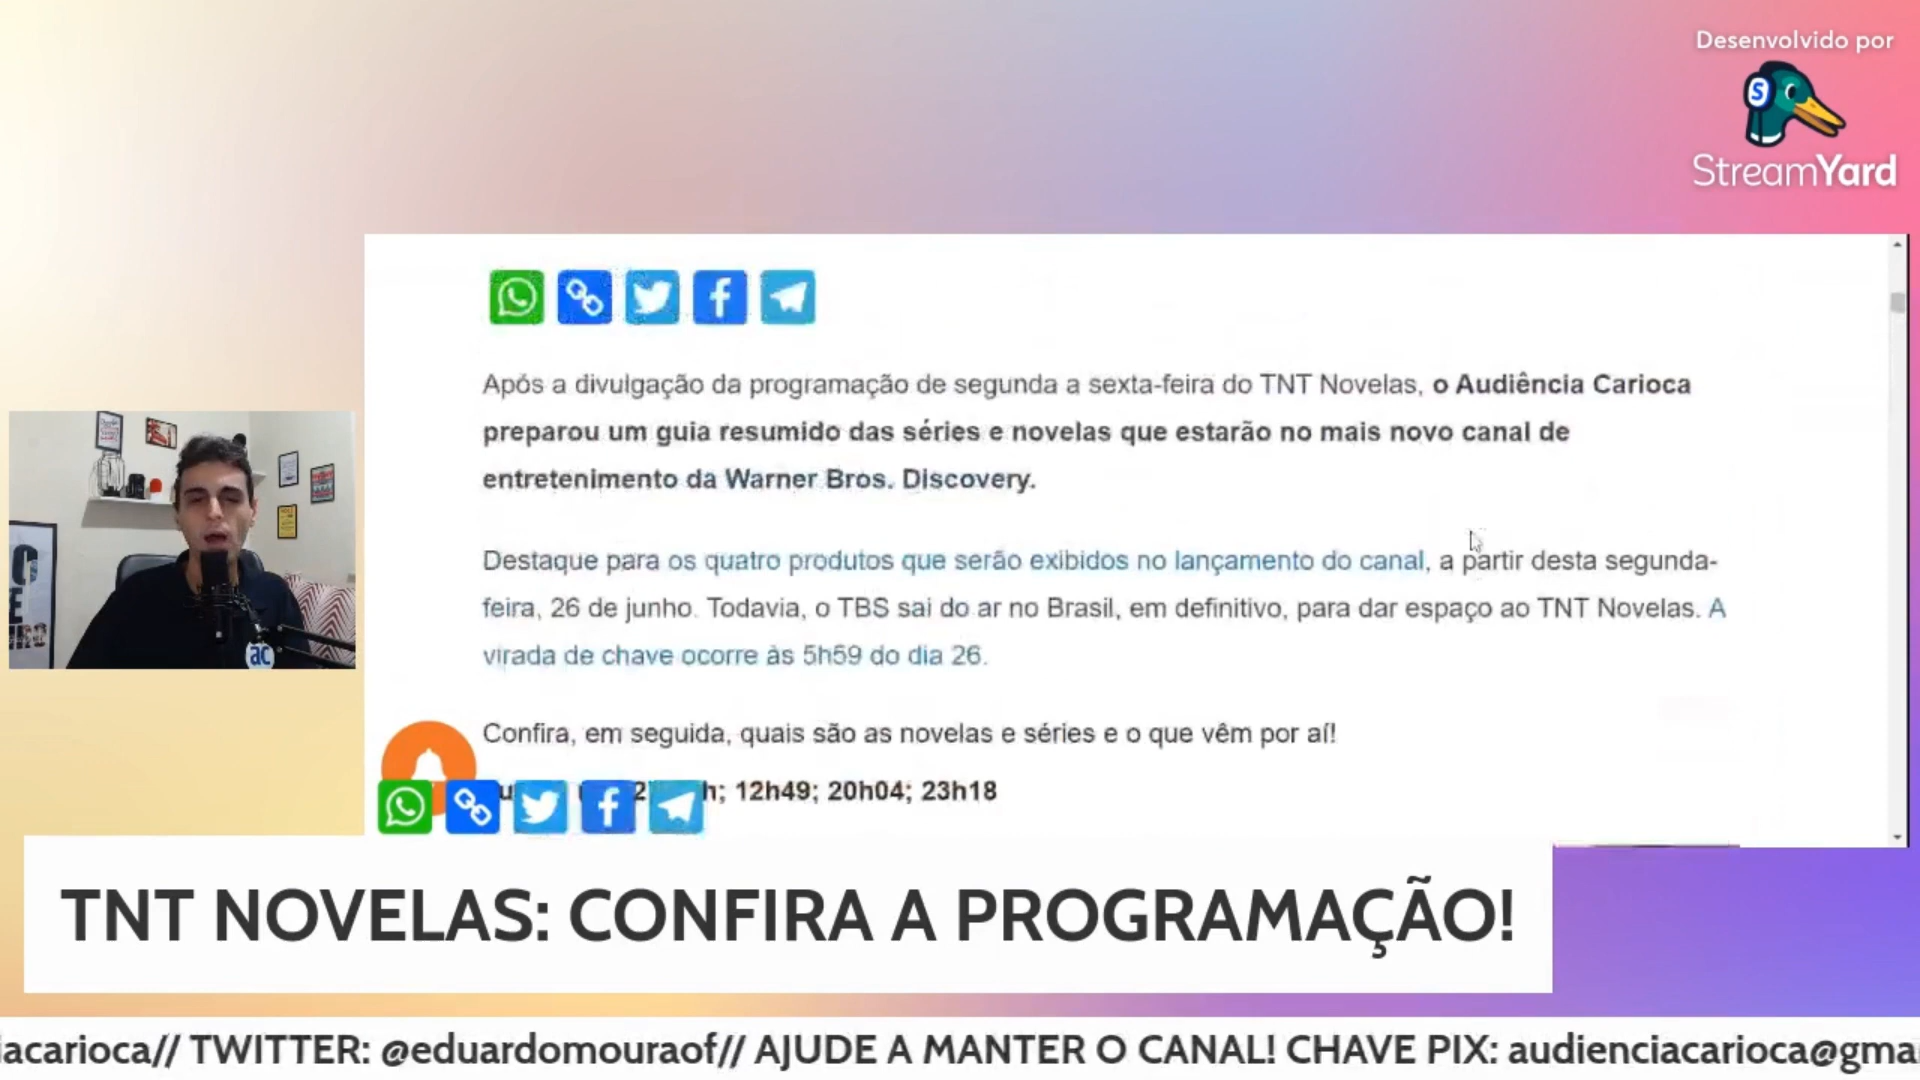 Desenvolvido por
StreamYard
Após a divulgação da programação de segunda a sexta-feira do TNT Novelas, o Audiência Carioca
preparou um guia resumido das séries e novelas que estarão no mais novo canal de
entretenimento da Warner Bros. Discovery.
Destaque para os quatro produtos que serão exibidos no lançamento do canal, a partir desta segunda-
feira, 26 de junho. Todavia, o TBS sai do ar no Brasil, em definitivo, para dar espaço ao TNT Novelas. A
virada de chave ocorre às 5h59 do dia 26.
Confira, em seguida, quais são as novelas e séries e o que vêm por aí!
h; 12h49; 20h04; 23h18
ac
TNT NOVELAS: CONFIRA A PROGRAMAÇÃO!
iacarioca// TWITTER: @eduardomouraof// AJUDE A MANTER O CANAL! CHAVE PIX: audienciacarioca@gma